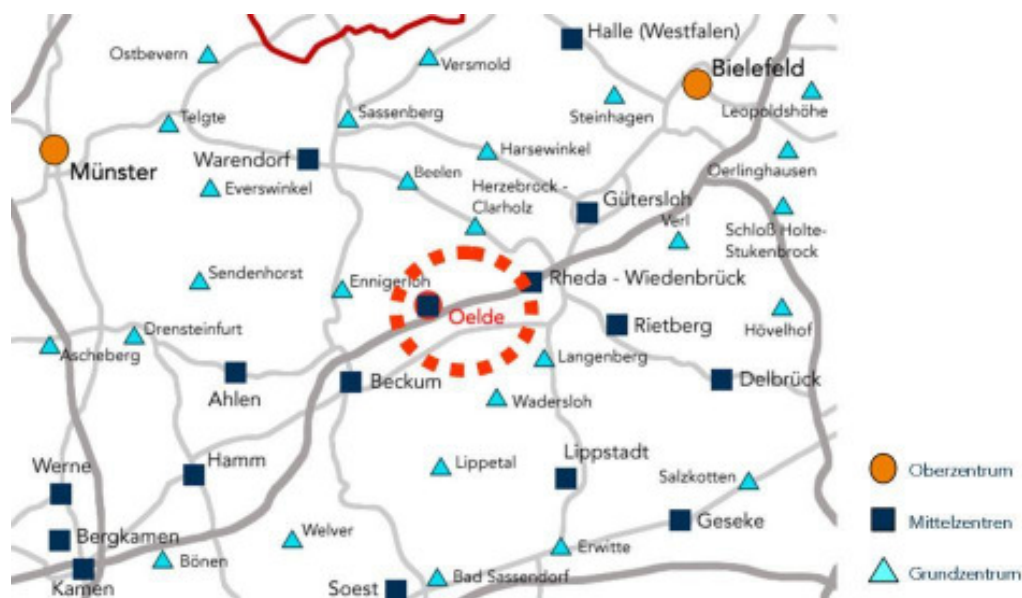 Halle (Westfalen)
Ostbevern
Versmold
Bielefeld
Leopoldshöhe
Steinhagen
Sassenberg
Telgte
Münster
Warendorf
Harsewinkel
Oerlinghausen
Everswinkel
Beelen
Herzebrock -
Clarholz
Gütersloh
Verl
Schloß Holte-
Stukenbrock
Sendenhorst
Ennigerloh
Rheda - Wiedenbrück
Oelde
Rietberg
Hövelhof
Drensteinfurt
Ascheberg
Langenberg
Ahlen
Beckum
Delbrück
Wadersloh
Werne
Hamm
Lippetal
Lippstadt
Salzkotten
Oberzentrum
Bergkamen
Welver
Geseke
Mittelzentren
Kamen
Bönen
Erwitte
Soest
Bad Sassendorf
Grundzentrum